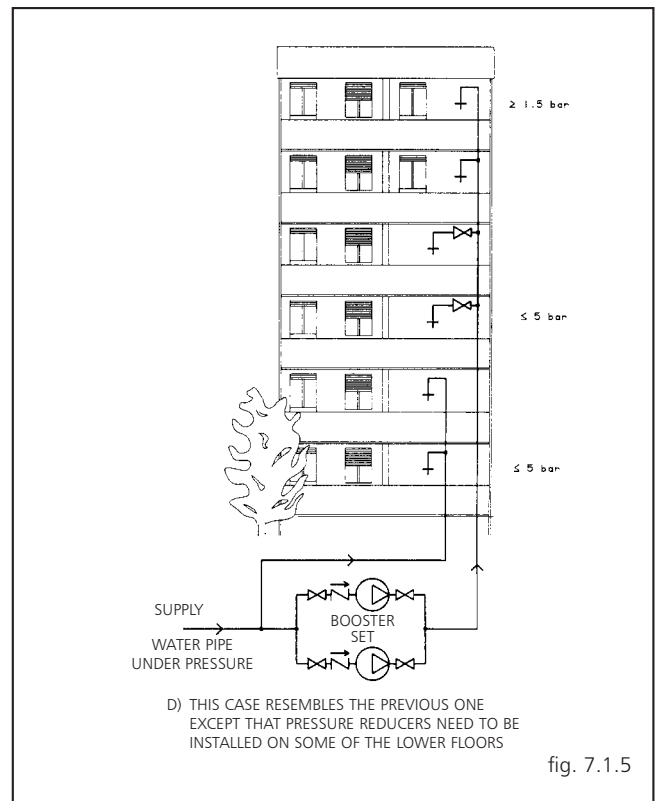 ≥ 1.5 bar
≤ 5 bar
≤ 5 bar
SUPPLY
WATER PIPE
UNDER PRESSURE
BOOSTER
SET
D) THIS CASE RESEMBLES THE PREVIOUS ONE
EXCEPT THAT PRESSURE REDUCERS NEED TO BE
INSTALLED ON SOME OF THE LOWER FLOORS
fig. 7.1.5